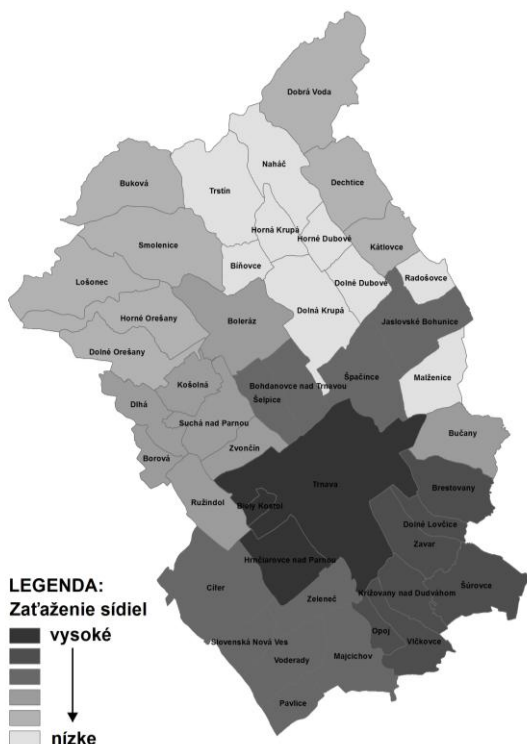 Dobrá Voda
Naháč
Dechtice
Buková
Trstín
Horná Krupá
Horné Dubové
Smolenice
Kátlovce
Bíňovce
Radošovce
Lošonec
Dolné Dubové
Horné Orešany
Dolná Krupá
Boleráz
Jaslovské Bohunice
Dolné Orešany
Špačince
Košolná
Bohdanovce nad Trnavou
Malženice
Šelpice
Dlhá
Suchá nad Parnou
Bučany
Zvončín
Borová
Trnava
Brestovany
Ružindol
Biely Kostol
Dolné Lovčice
Zavar
Hrnčiarovce nad Parnou
Cífer
Šúrovce
Križovany nad Dudváhom
Zeleneč
Opoj
Slovenská Nová Ves
Vlčkovce
Voderady
Majcichov
Pavlice
LEGENDA:
Zaťaženie sídiel
vysoké
nízke